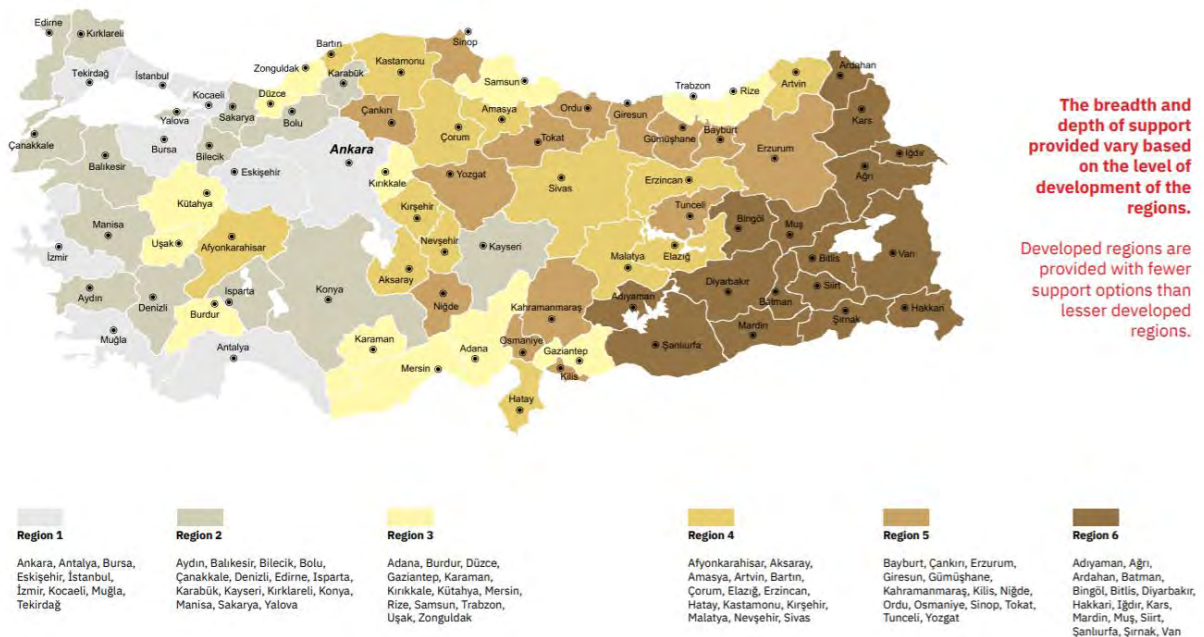 Edirne
Kırklareli
Tekirdağ
İstanbul
Kocaeli
Yalova
Sakarya
Düzce
Zonguldak
Bartın
Karabük
Kastamonu
Sinop
Samsun
Bolu
Çankırı
Çorum
Amasya
Ordu
Giresun
Trabzon
Rize
Artvin
Ardahan
Kars
Çanakkale
Balıkesir
Bursa
Bilecik
Eskişehir
Ankara
Kırıkkale
Yozgat
Tokat
Sivas
Gümüşhane
Bayburt
Erzurum
Erzincan
Iğdır
Ağrı
Kütahya
Manisa
Uşak
Afyonkarahisar
Kırşehir
Nevşehir
Kayseri
Tunceli
Bingöl
Muş
Van
İzmir
Aydın
Denizli
Isparta
Burdur
Konya
Aksaray
Niğde
Malatya
Elazığ
Diyarbakır
Bitlis
Batman
Siirt
Hakkari
Muğla
Antalya
Karaman
Mersin
Adana
Kahramanmaraş
Osmaniye
Adıyaman
Gaziantep
Kilis
Şanlıurfa
Mardin
Şırnak
Hatay
The breadth and
depth of support
provided vary based
on the level of
development of the
regions.
Developed regions are
provided with fewer
support options than
lesser developed
regions.
Region 1
Ankara, Antalya, Bursa,
Eskişehir, İstanbul,
İzmir, Kocaeli, Muğla,
Tekirdağ
Region 2
Aydın, Balıkesir, Bilecik, Bolu,
Çanakkale, Denizli, Edirne, Isparta,
Karabük, Kayseri, Kırklareli, Konya,
Manisa, Sakarya, Yalova
Region 3
Adana, Burdur, Düzce,
Gaziantep, Karaman,
Kırıkkale, Kütahya, Mersin,
Rize, Samsun, Trabzon,
Uşak, Zonguldak
Region 4
Afyonkarahisar, Aksaray,
Amasya, Artvin, Bartın,
Çorum, Elazığ, Erzincan,
Hatay, Kastamonu, Kırşehir,
Malatya, Nevşehir, Sivas
Region 5
Bayburt, Çankırı, Erzurum,
Giresun, Gümüşhane,
Kahramanmaraş, Kilis, Niğde,
Ordu, Osmaniye, Sinop, Tokat,
Tunceli, Yozgat
Region 6
Adıyaman, Ağrı,
Ardahan, Batman,
Bingöl, Bitlis, Diyarbakır,
Hakkari, Iğdır, Kars,
Mardin, Muş, Siirt,
Şanlıurfa, Şırnak, Van